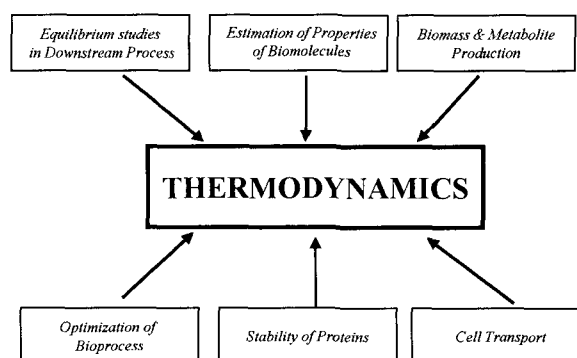 Equilibrium studies
in Downstream Process
Estimation of Properties
of Biomolecules
Biomass & Metabolite
Production
THERMODYNAMICS
Optimization of
Bioprocess
Stability of Proteins
Cell Transport